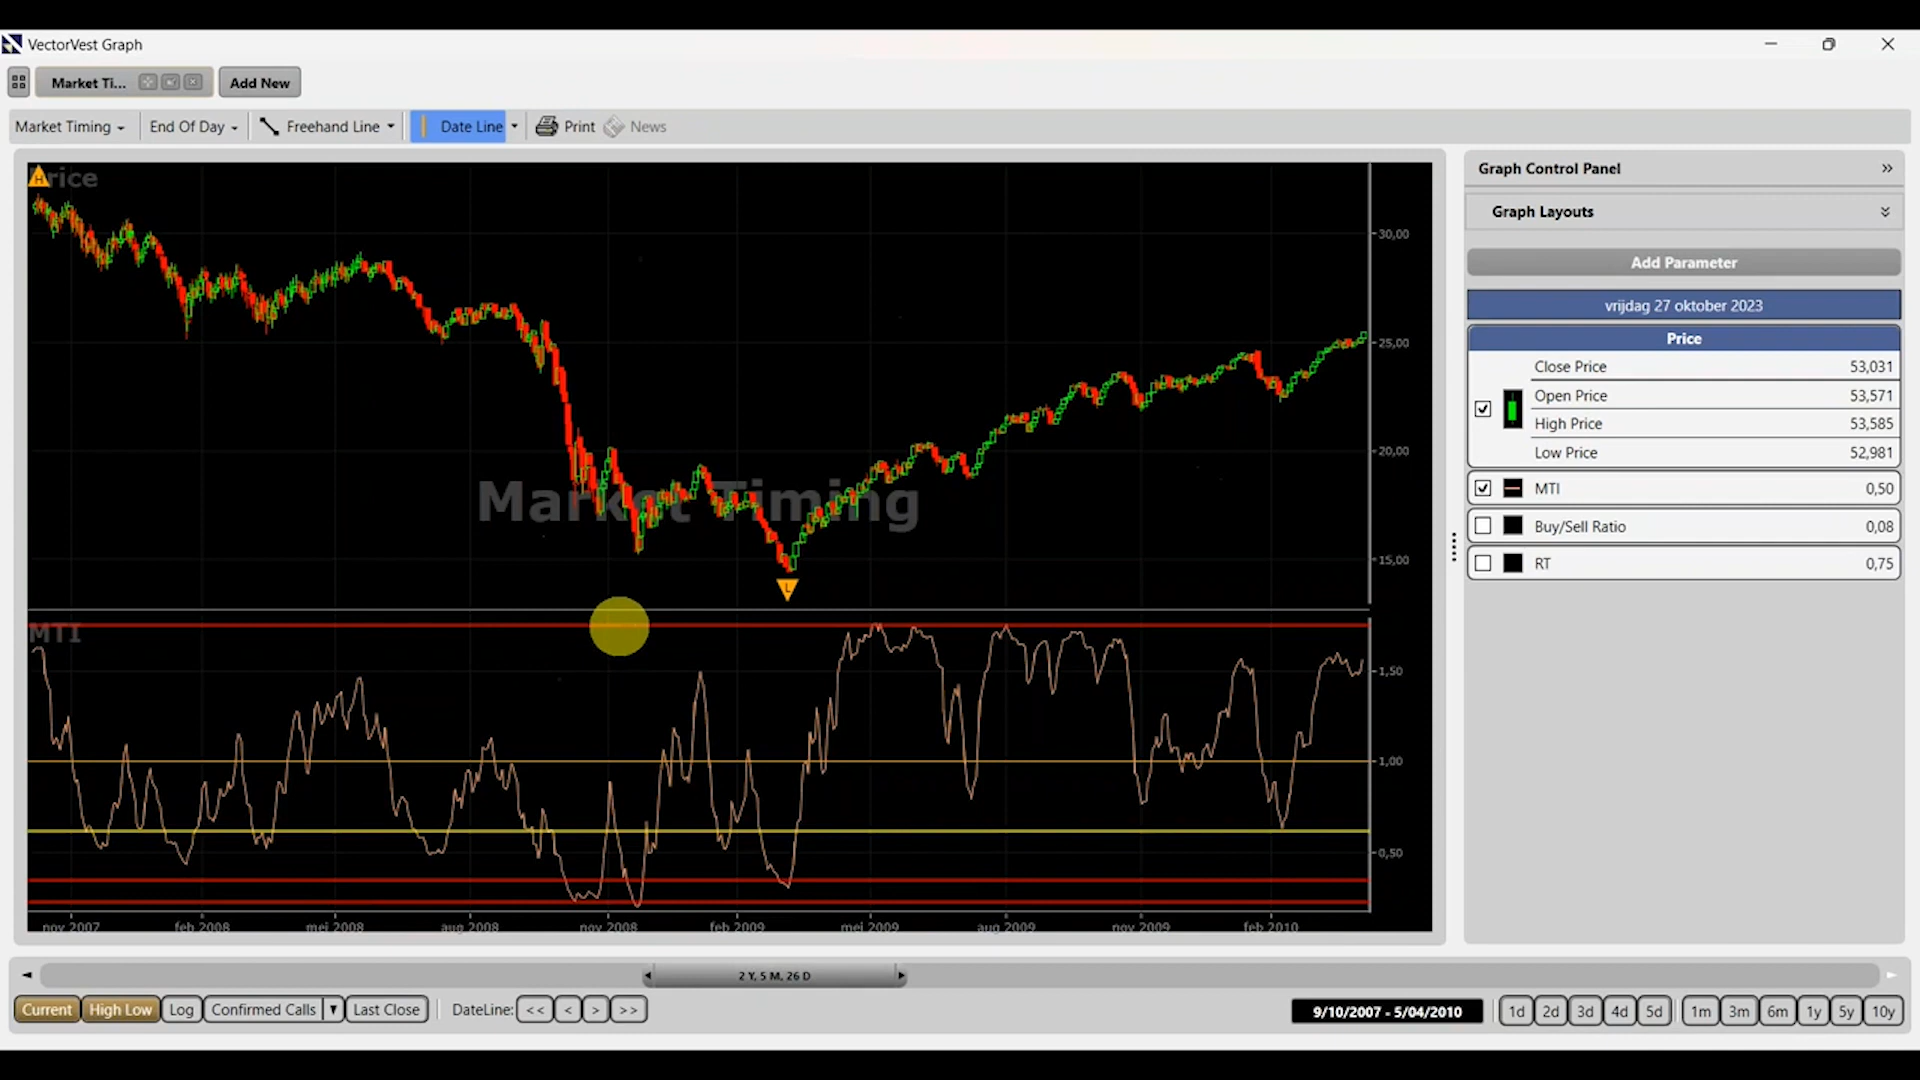 VectorVest Graph
Market Ti... Add New
Market Timing End Of Day Freehand Line Date Line Print News
Price
H
30,00
25,00
20,00
15,00
Market Timing
L
MTI
1,50
1,00
0,50
nov 2007 feb 2008 mei 2008 aug 2008 nov 2008 feb 2009 mei 2009 aug 2009 nov 2009 feb 2010
Graph Control Panel »
Graph Layouts
Add Parameter
vrijdag 27 oktober 2023
Price
Close Price 53,031
Open Price 53,571
High Price 53,585
Low Price 52,981
MTI 0,50
Buy/Sell Ratio 0,08
RT 0,75
2 Y, 5 M, 26 D
Current High Low Log Confirmed Calls Last Close DateLine: << < > >> 9/10/2007 - 5/04/2010 1d 2d 3d 4d 5d 1m 3m 6m 1y 5y 10y